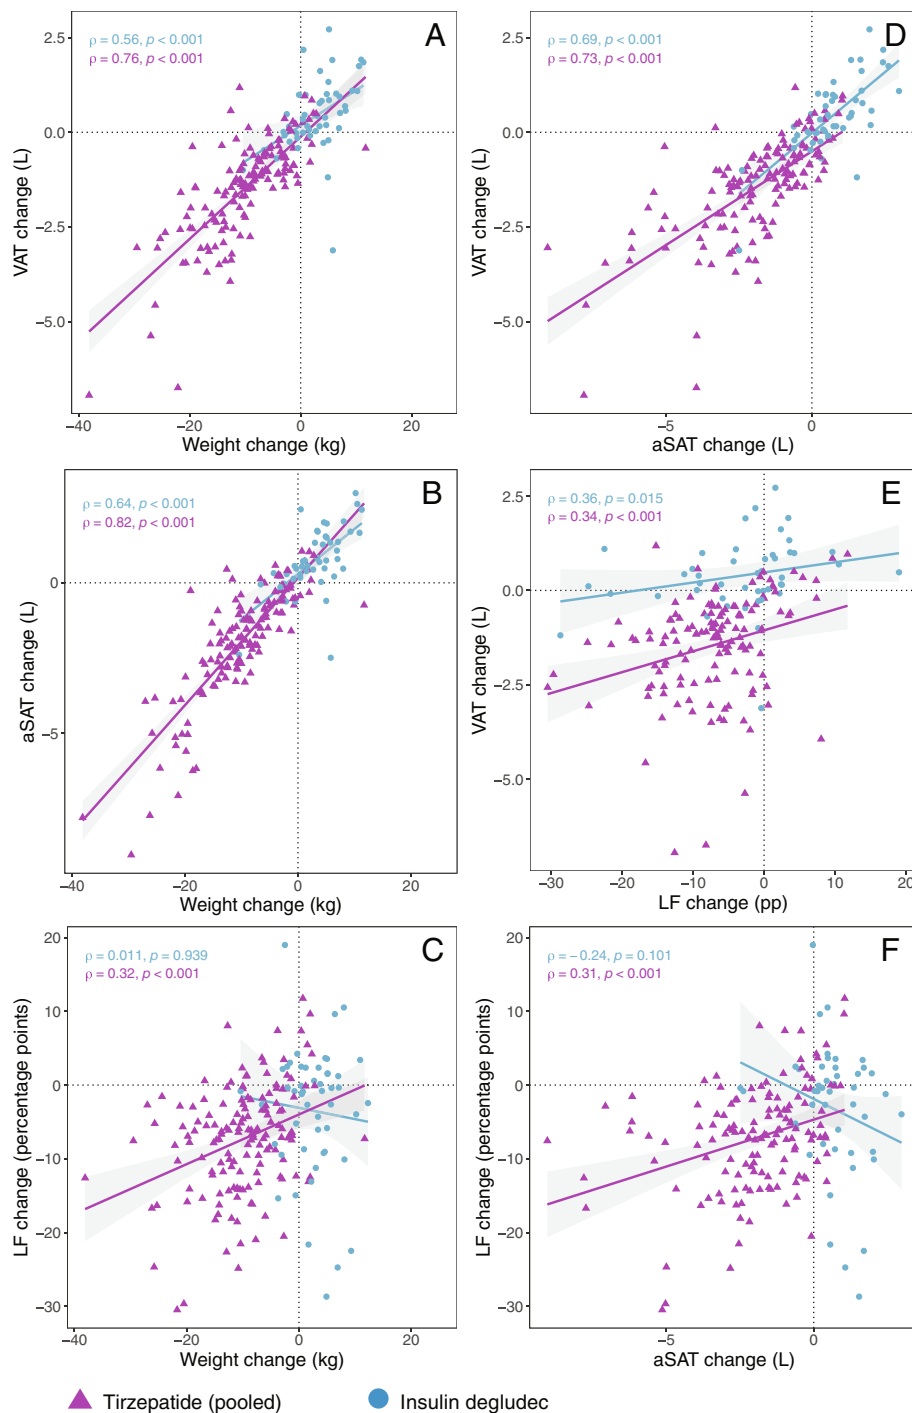 A
ρ = 0.56, p < 0.001
ρ = 0.76, p < 0.001
2.5
0.0
−2.5
−5.0
VAT change (L)
−40
−20
0
20
Weight change (kg)
D
ρ = 0.69, p < 0.001
ρ = 0.73, p < 0.001
2.5
0.0
−2.5
−5.0
VAT change (L)
−5
0
aSAT change (L)
B
ρ = 0.64, p < 0.001
ρ = 0.82, p < 0.001
0
−5
aSAT change (L)
−40
−20
0
20
Weight change (kg)
E
ρ = 0.36, p = 0.015
ρ = 0.34, p < 0.001
2.5
0.0
−2.5
−5.0
VAT change (L)
−30
−20
−10
0
10
20
LF change (pp)
C
ρ = 0.011, p = 0.939
ρ = 0.32, p < 0.001
20
10
0
−10
−20
−30
LF change (percentage points)
−40
−20
0
20
Weight change (kg)
F
ρ = −0.24, p = 0.101
ρ = 0.31, p < 0.001
20
10
0
−10
−20
−30
LF change (percentage points)
−5
0
aSAT change (L)
Tirzepatide (pooled)
Insulin degludec